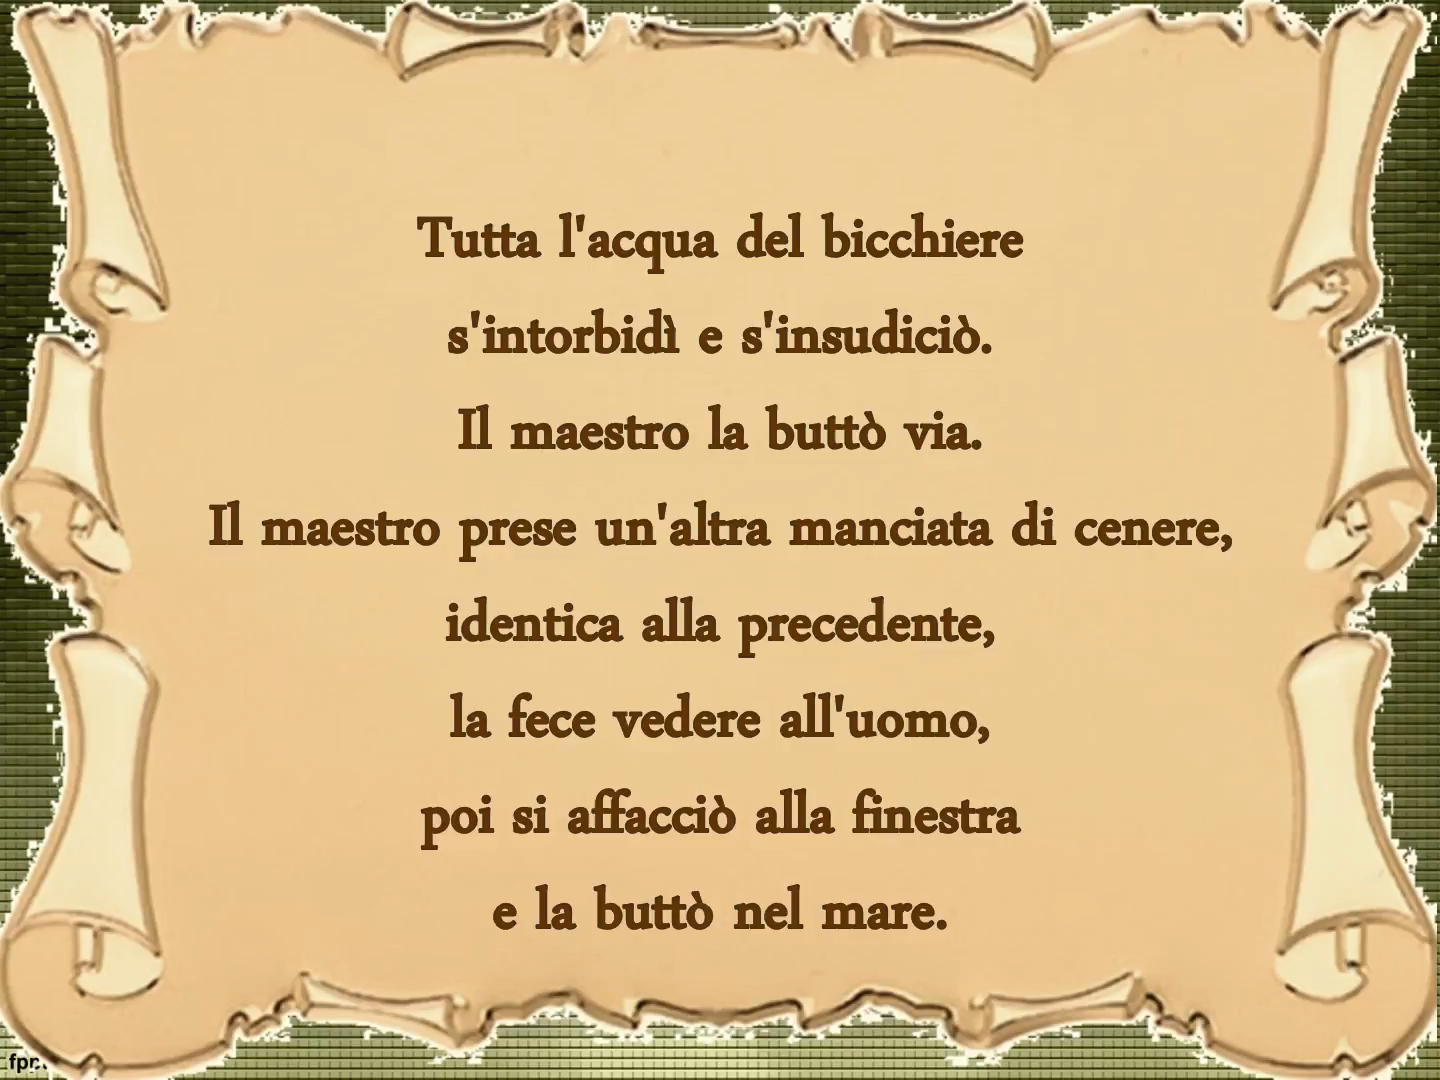 Tutta l'acqua del bicchiere
s'intorbidì e s'insudiciò.
Il maestro la buttò via.
Il maestro prese un'altra manciata di cenere,
identica alla precedente,
la fece vedere all'uomo,
poi si affacciò alla finestra
e la buttò nel mare.